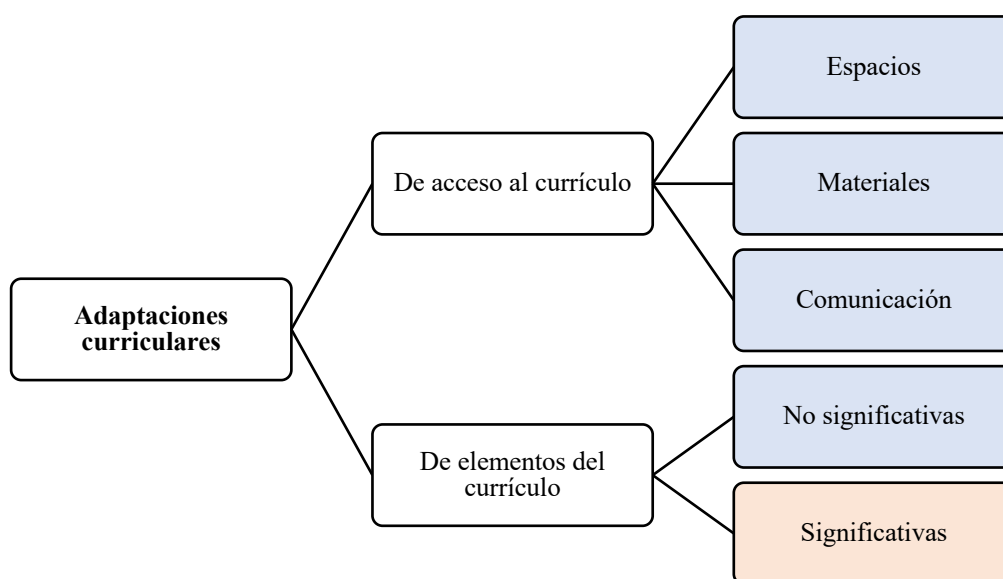 Adaptaciones
curriculares
De acceso al currículo
Espacios
Materiales
Comunicación
De elementos del
currículo
No significativas
Significativas